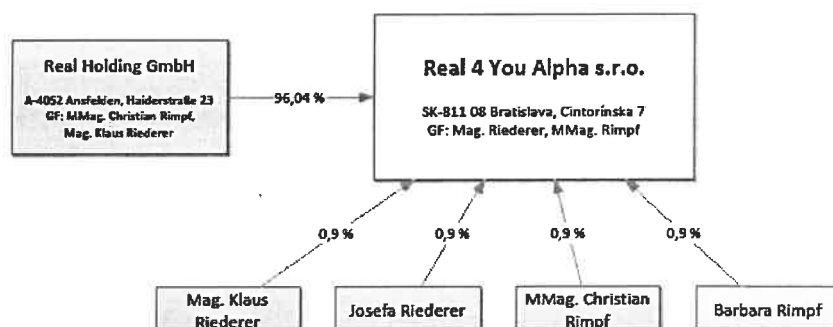 Real Holding GmbH
A-4052 Ansfelden, Haiderstraße 23
GF: MMag. Christian Rimpf,
Mag. Klaus Riederer
96,04 %
Real 4 You Alpha s.r.o.
SK-811 08 Bratislava, Cintorínska 7
GF: Mag. Riederer, MMag. Rimpf
0,9 %
0,9 %
0,9 %
0,9 %
Mag. Klaus
Riederer
Josefa Riederer
MMag. Christian
Rimpf
Barbara Rimpf